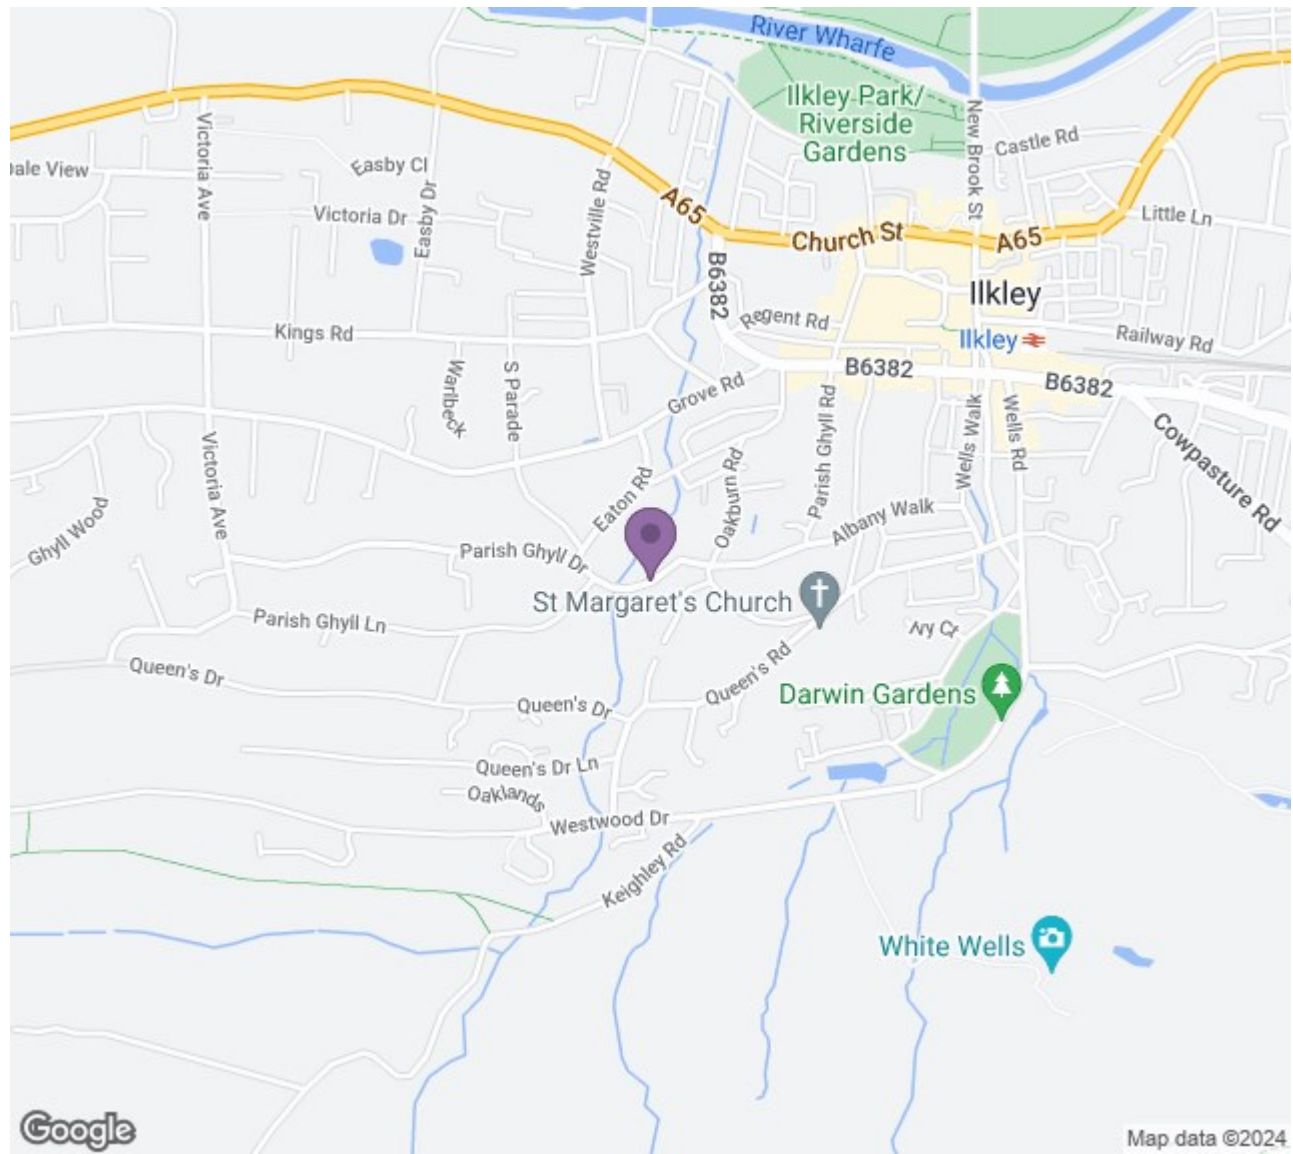 River Wharfe
Ilkley Park/
Riverside
Gardens
New Brook St
Castle Rd
Victoria Ave
Easby Cl
Easby Dr
Westville Rd
A65
Victoria Dr
Little Ln
Church St
A65
B6382
Ilkley
Regent Rd
Kings Rd
Ilkley
Railway Rd
Warlbeck
S Parade
Grove Rd
B6382
B6382
Parish Ghyll Rd
Wells Walk
Wells Rd
Cowpasture Rd
Victoria Ave
Eaton Rd
Oakburn Rd
Ghyll Wood
Albany Walk
Parish Ghyll Dr
St Margaret's Church
Parish Ghyll Ln
Queen's Dr
Queen's Rd
Darwin Gardens
Queen's Dr
Queen's Dr Ln
Oaklands
Westwood Dr
Keighley Rd
White Wells
Google
Map data ©2024